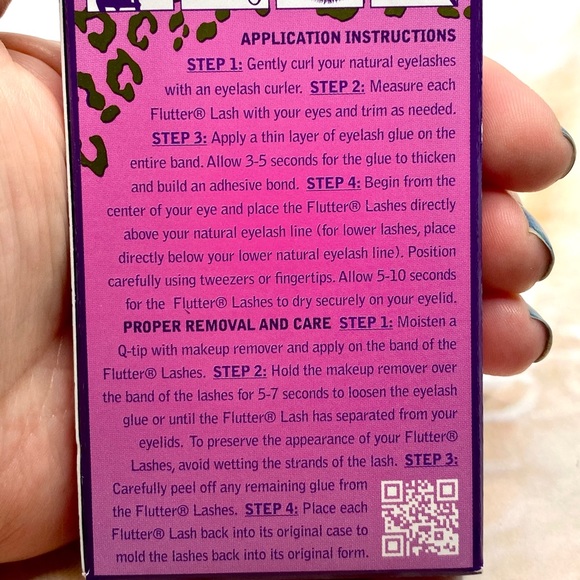 APPLICATION INSTRUCTIONS
STEP 1: Gently curl your natural eyelashes
with an eyelash curler. STEP 2: Measure each
Flutter® Lash with your eyes and trim as needed.
STEP 3: Apply a thin layer of eyelash glue on the
entire band. Allow 3-5 seconds for the glue to thicken
and build an adhesive bond. STEP 4: Begin from the
center of your eye and place the Flutter® Lashes directly
above your natural eyelash line (for lower lashes, place
directly below your lower natural eyelash line). Position
carefully using tweezers or fingertips. Allow 5-10 seconds
for the Flutter® Lashes to dry securely on your eyelid.
PROPER REMOVAL AND CARE STEP 1: Moisten a
Q-tip with makeup remover and apply on the band of the
Flutter® Lashes. STEP 2: Hold the makeup remover over
the band of the lashes for 5-7 seconds to loosen the eyelash
glue or until the Flutter® Lash has separated from your
eyelids. To preserve the appearance of your Flutter®
Lashes, avoid wetting the strands of the lash. STEP 3:
Carefully peel off any remaining glue from
the Flutter® Lashes. STEP 4: Place each
Flutter® Lash back into its original case to
mold the lashes back into its original form.